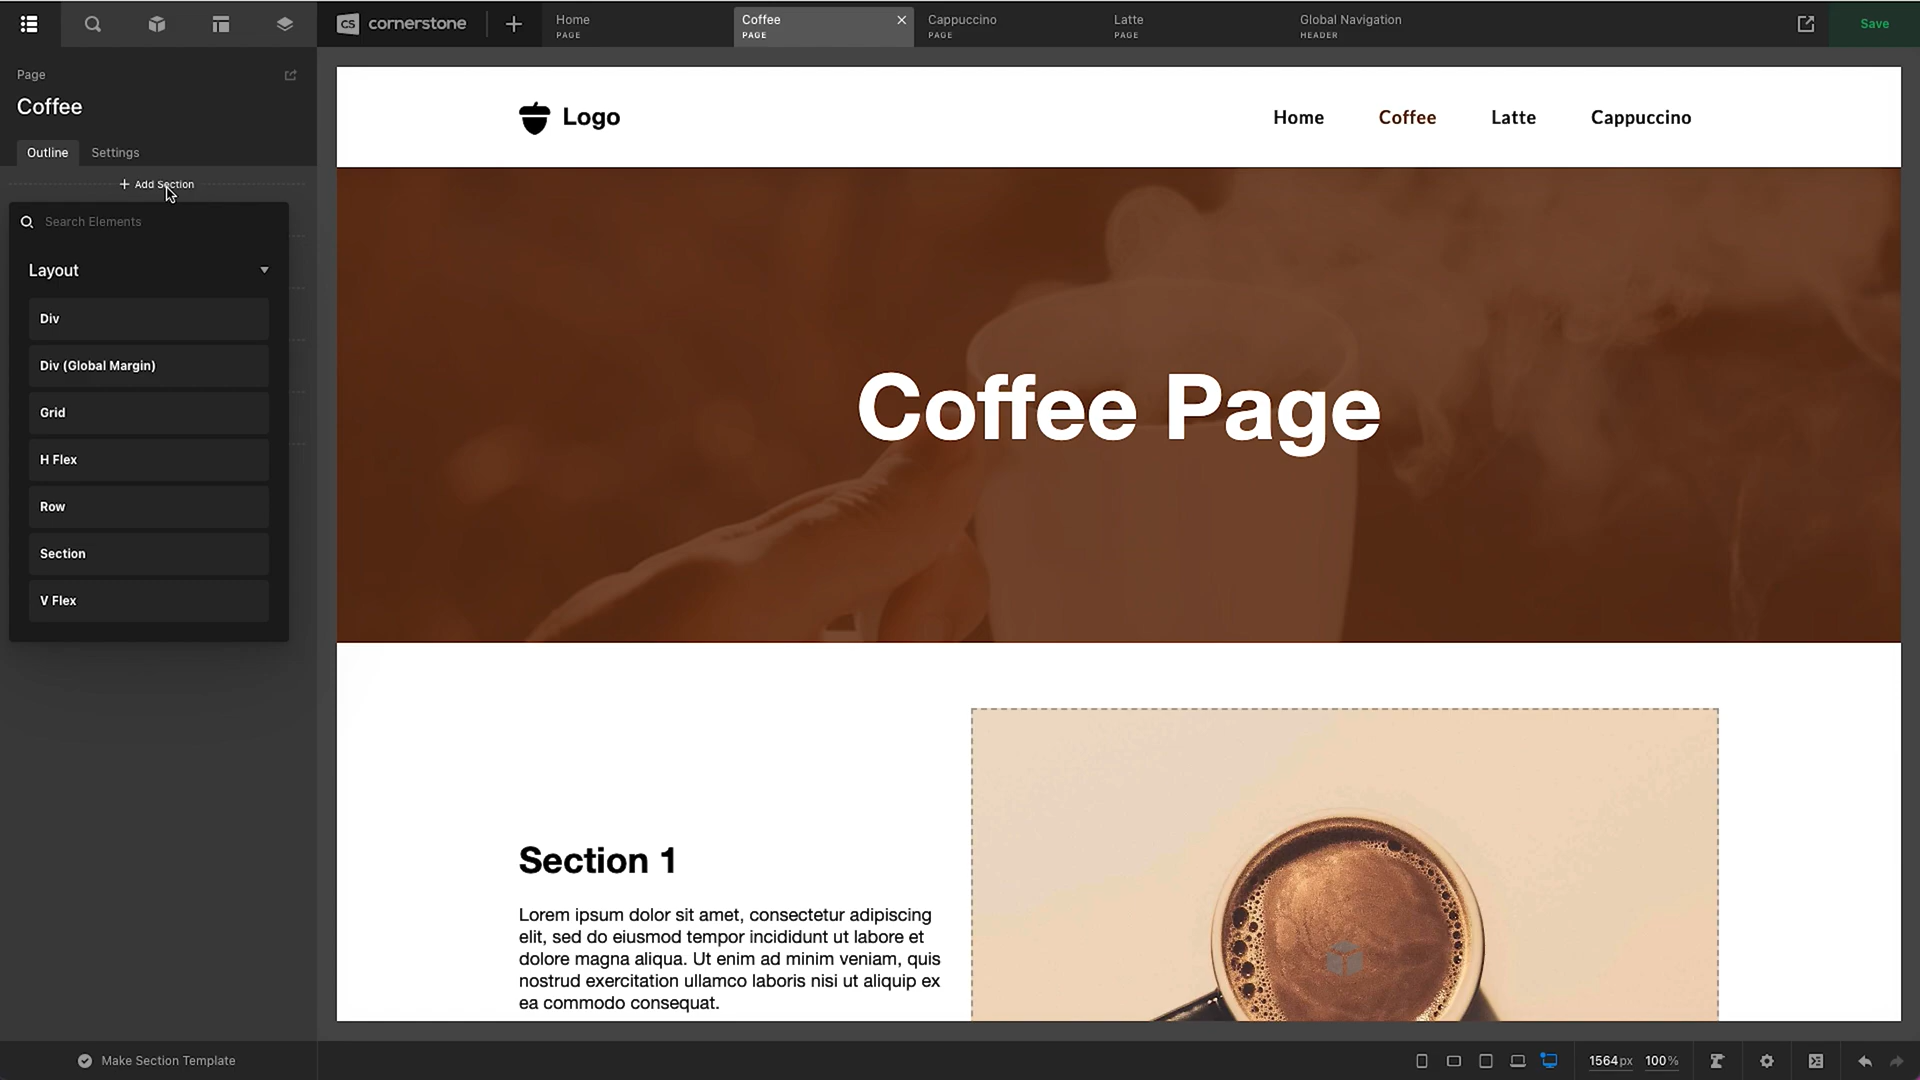 CS cornerstone
Home
PAGE
Coffee
PAGE
Cappuccino
PAGE
Latte
PAGE
Global Navigation
HEADER
Save
Page
Coffee
Outline
Settings
Add Section
Search Elements
Layout
Div
Div (Global Margin)
Grid
H Flex
Row
Section
V Flex
Make Section Template
Logo
Home
Coffee
Latte
Cappuccino
Coffee Page
Section 1
Lorem ipsum dolor sit amet, consectetur adipiscing
elit, sed do eiusmod tempor incididunt ut labore et
dolore magna aliqua. Ut enim ad minim veniam, quis
nostrud exercitation ullamco laboris nisi ut aliquip ex
ea commodo consequat.
1564px
100%